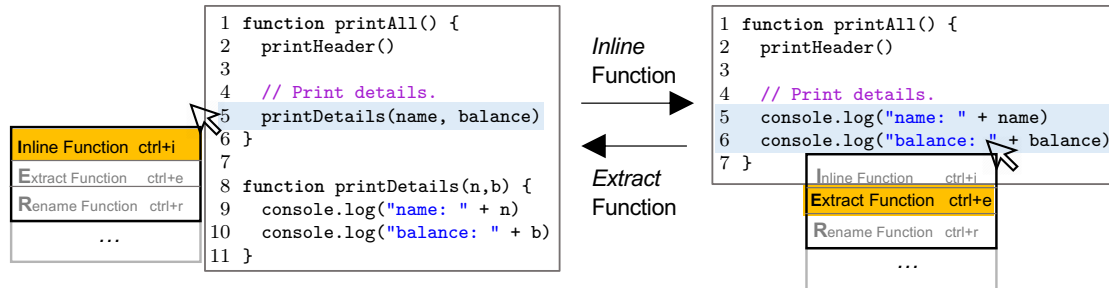 1 function printAll() {
2 printHeader()
3
4 // Print details.
5 printDetails(name, balance)
6 }
7
8 function printDetails(n,b) {
9 console.log("name: " + n)
10 console.log("balance: " + b)
11 }
Inline Function ctrl+i
Extract Function ctrl+e
Rename Function ctrl+r
...
Inline
Function
Extract
Function
1 function printAll() {
2 printHeader()
3
4 // Print details.
5 console.log("name: " + name)
6 console.log("balance: " + balance)
7 }
Inline Function ctrl+i
Extract Function ctrl+e
Rename Function ctrl+r
...